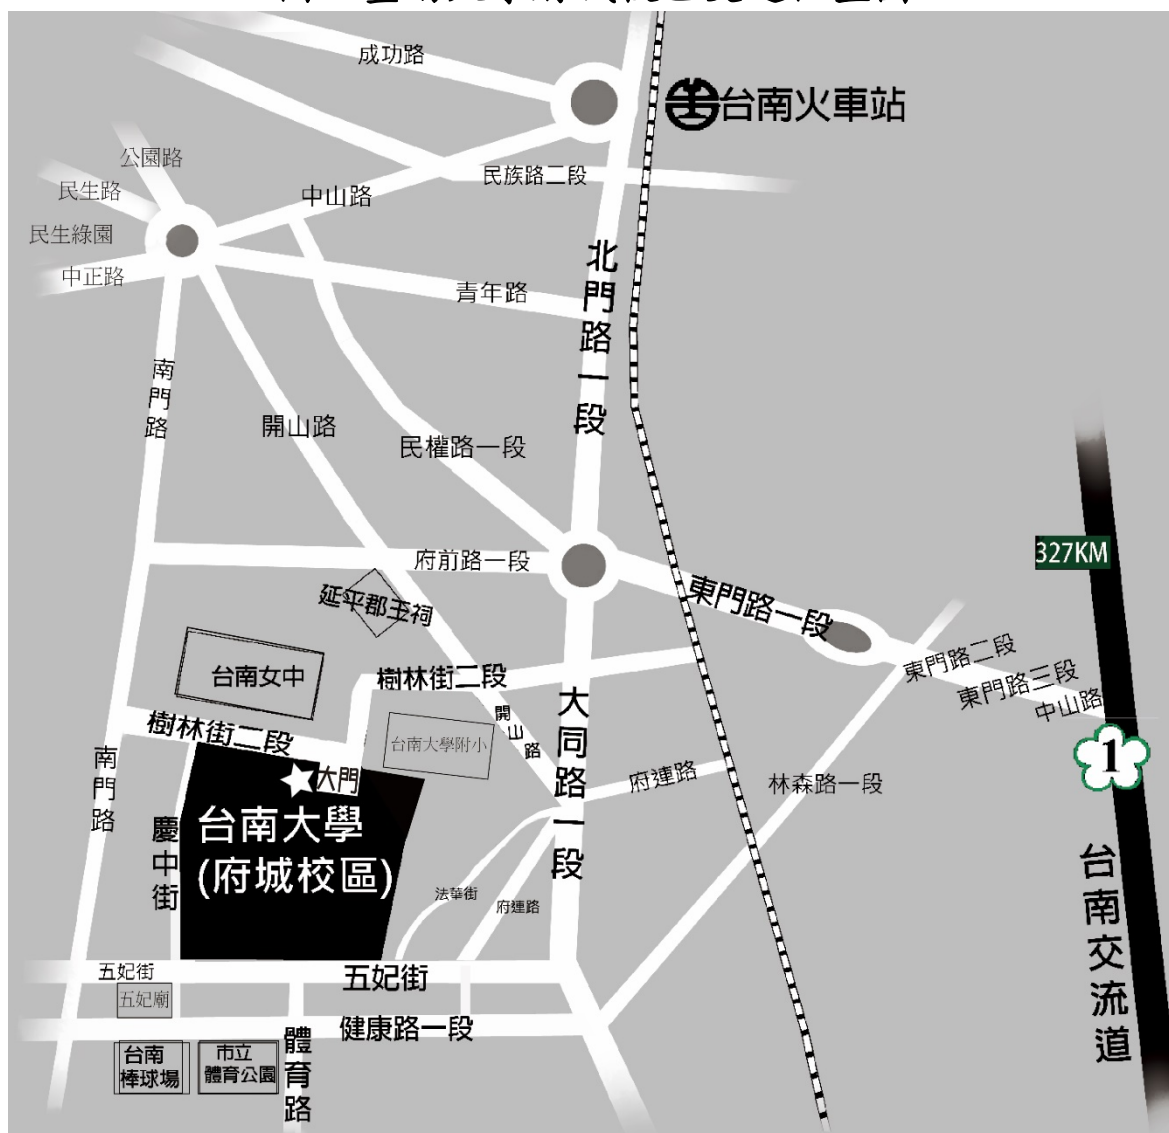 成功路
台南火車站
公園路
民生路
民族路二段
中山路
民生綠園
中正路
青年路
北門路一段
南門路
開山路
民權路一段
府前路一段
327KM
延平郡王祠
東門路一段
東門路二段
東門路三段
中山路
台南女中
樹林街二段
樹林街二段
開山路
大同路一段
台南大學附小
南門路
大門
府連路
林森路一段
1
慶中街
台南大學
(府城校區)
法華街
府連路
台南交流道
五妃街
五妃街
五妃廟
健康路一段
體育路
台南
棒球場
市立
體育公園